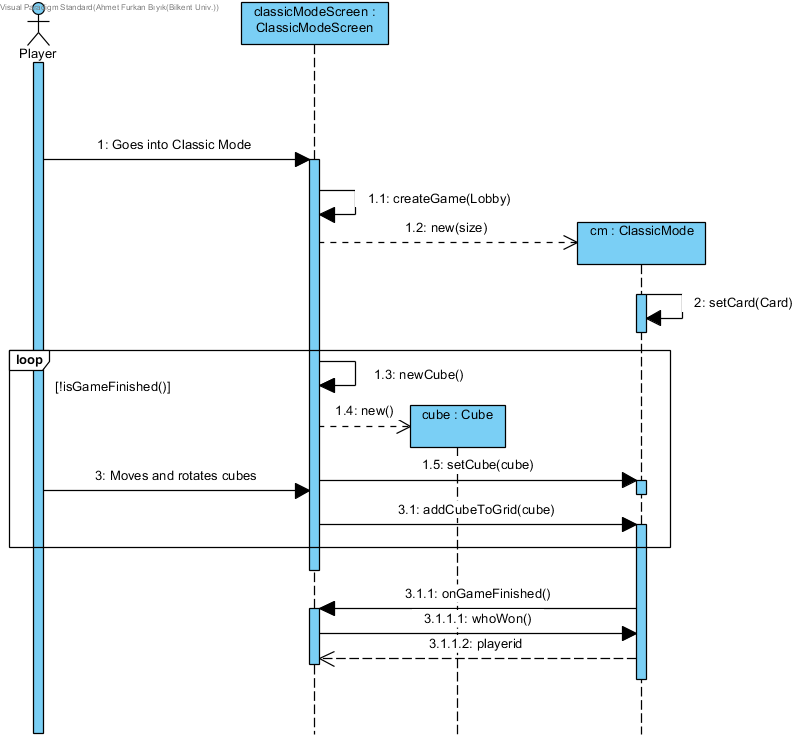 Visual Paradigm Standard(Ahmet Furkan Bıyık(Bilkent Univ.))
classicModeScreen :
ClassicModeScreen
Player
1: Goes into Classic Mode
1.1: createGame(Lobby)
1.2: new(size)
cm : ClassicMode
2: setCard(Card)
loop
[!isGameFinished()]
1.3: newCube()
1.4: new()
cube : Cube
1.5: setCube(cube)
3: Moves and rotates cubes
3.1: addCubeToGrid(cube)
3.1.1: onGameFinished()
3.1.1.1: whoWon()
3.1.1.2: playerid